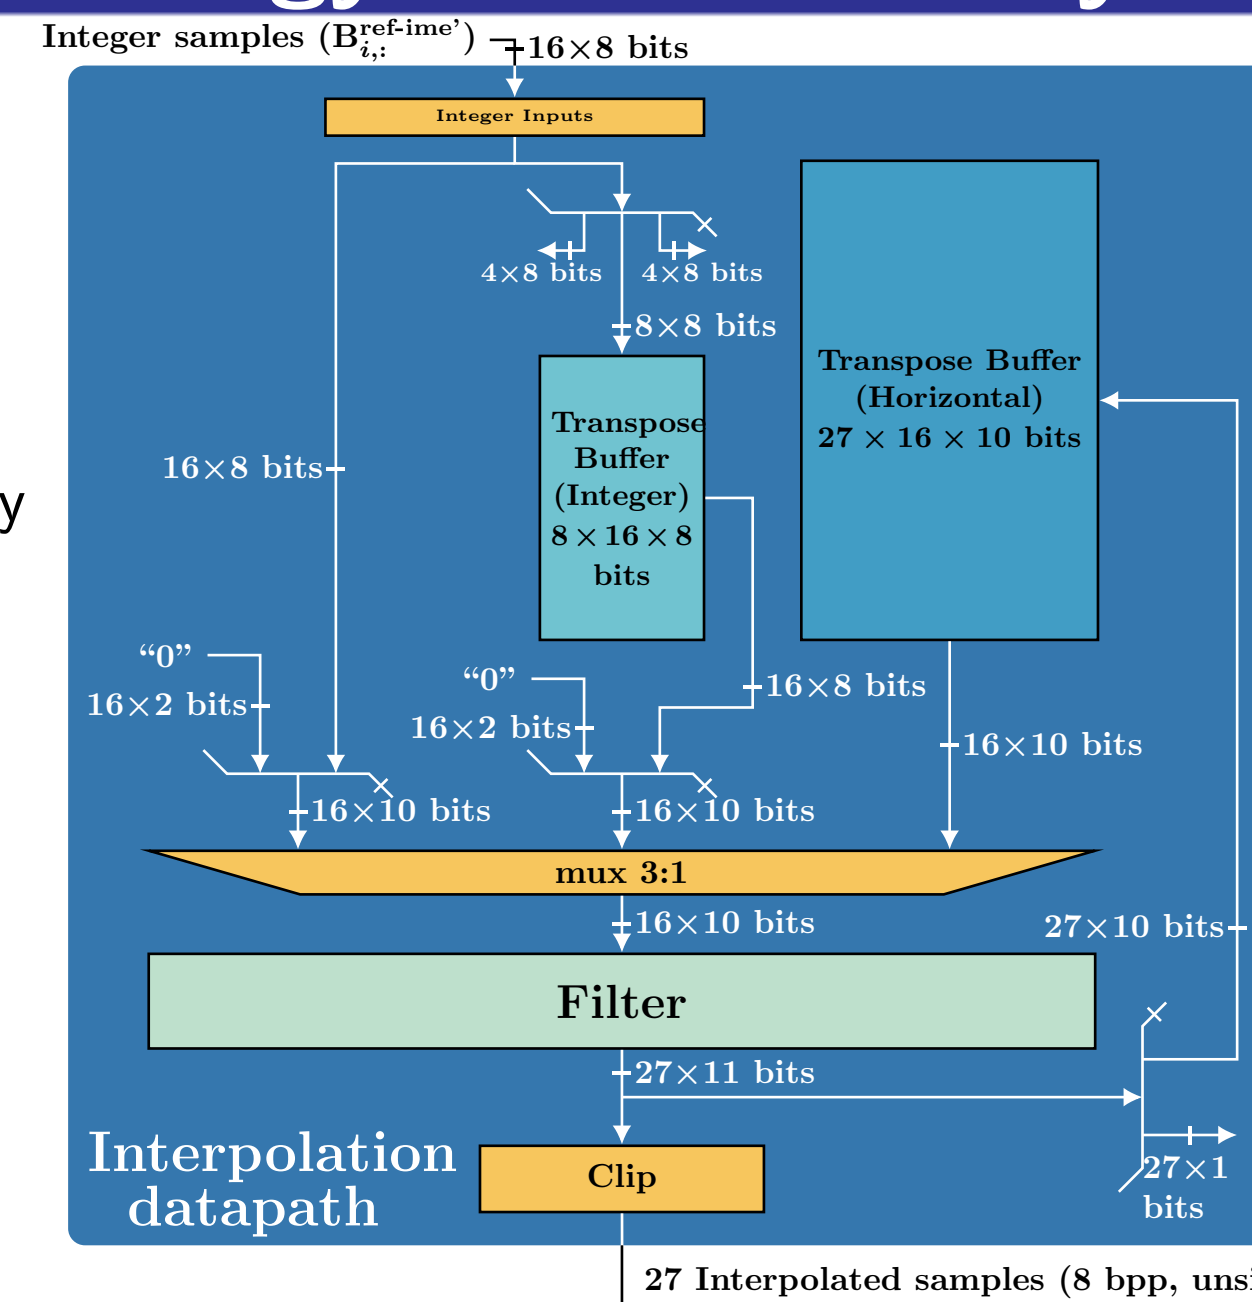 Integer samples (B_{i,:}^{ref-ime'})
16×8 bits
Integer Inputs
4×8 bits
4×8 bits
8×8 bits
Transpose
Buffer
(Integer)
8 × 16 × 8
bits
Transpose Buffer
(Horizontal)
27 × 16 × 10 bits
16×8 bits
y
“0”
16×2 bits
“0”
16×2 bits
16×8 bits
16×10 bits
16×10 bits
16×10 bits
mux 3:1
16×10 bits
27×10 bits
Filter
27×11 bits
Interpolation
datapath
Clip
27×1
bits
27 Interpolated samples (8 bpp,